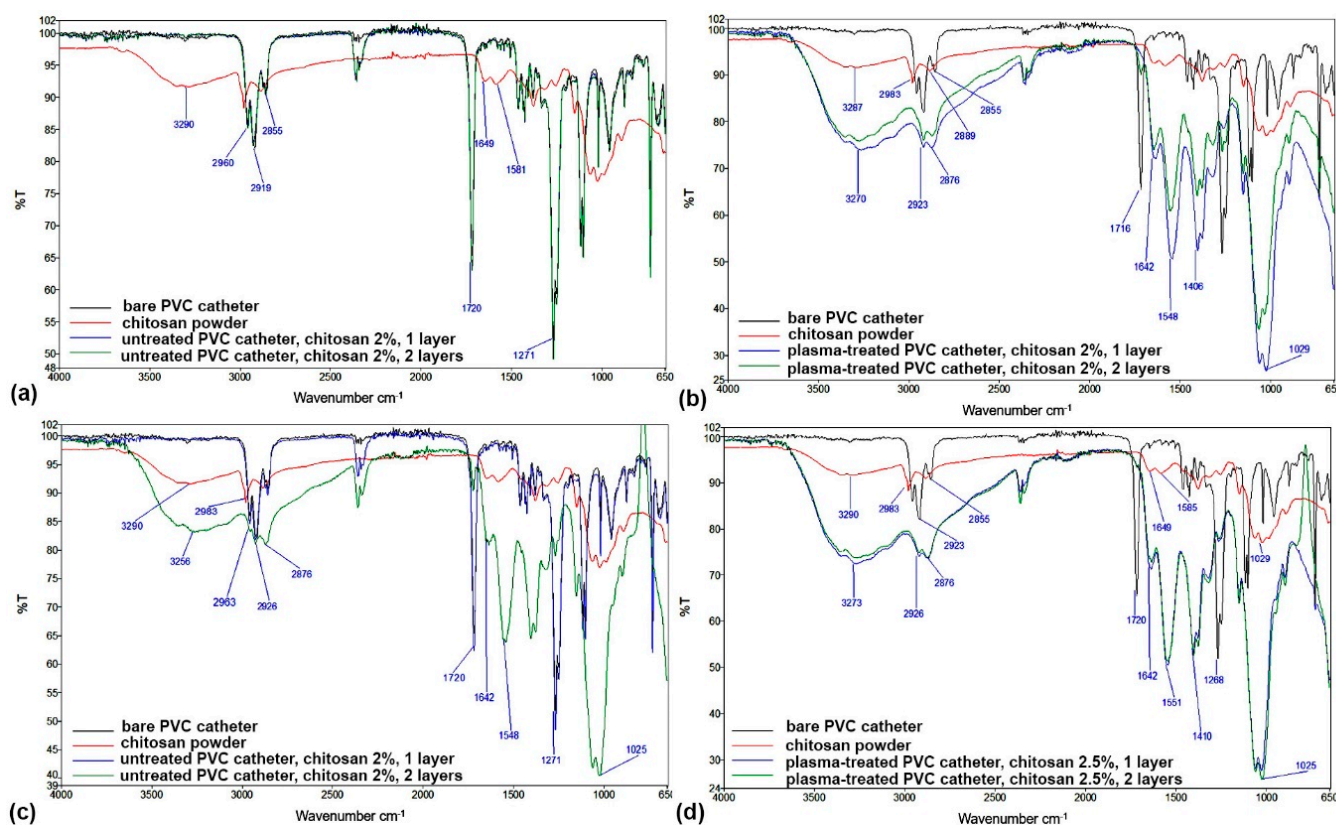 (a)
102
100
95
90
85
80
75
70
65
60
55
50
48
%T
3290
2960
2919
2855
1649
1581
1720
1271
bare PVC catheter
chitosan powder
untreated PVC catheter, chitosan 2%, 1 layer
untreated PVC catheter, chitosan 2%, 2 layers
4000 3500 3000 2500 2000 1500 1000 650
Wavenumber cm-1
(b)
102
100
90
80
70
60
50
40
30
25
%T
3287
2983
2855
2889
3270
2923
2876
1716
1642
1406
1548
1029
bare PVC catheter
chitosan powder
plasma-treated PVC catheter, chitosan 2%, 1 layer
plasma-treated PVC catheter, chitosan 2%, 2 layers
4000 3500 3000 2500 2000 1500 1000 65
Wavenumber cm-1
(c)
102
100
95
90
85
80
75
70
65
60
55
50
45
40
39
%T
3290
2983
3256
2876
2963
2926
1720
1642
1548
1271
1025
bare PVC catheter
chitosan powder
untreated PVC catheter, chitosan 2%, 1 layer
untreated PVC catheter, chitosan 2%, 2 layers
4000 3500 3000 2500 2000 1500 1000 650
Wavenumber cm-1
(d)
102
100
90
80
70
60
50
40
30
24
%T
3290
2983
2855
2923
1649
1585
1029
3273
2926
2876
1720
1642
1268
1551
1410
1025
bare PVC catheter
chitosan powder
plasma-treated PVC catheter, chitosan 2.5%, 1 layer
plasma-treated PVC catheter, chitosan 2.5%, 2 layers
4000 3500 3000 2500 2000 1500 1000 650
Wavenumber cm-1